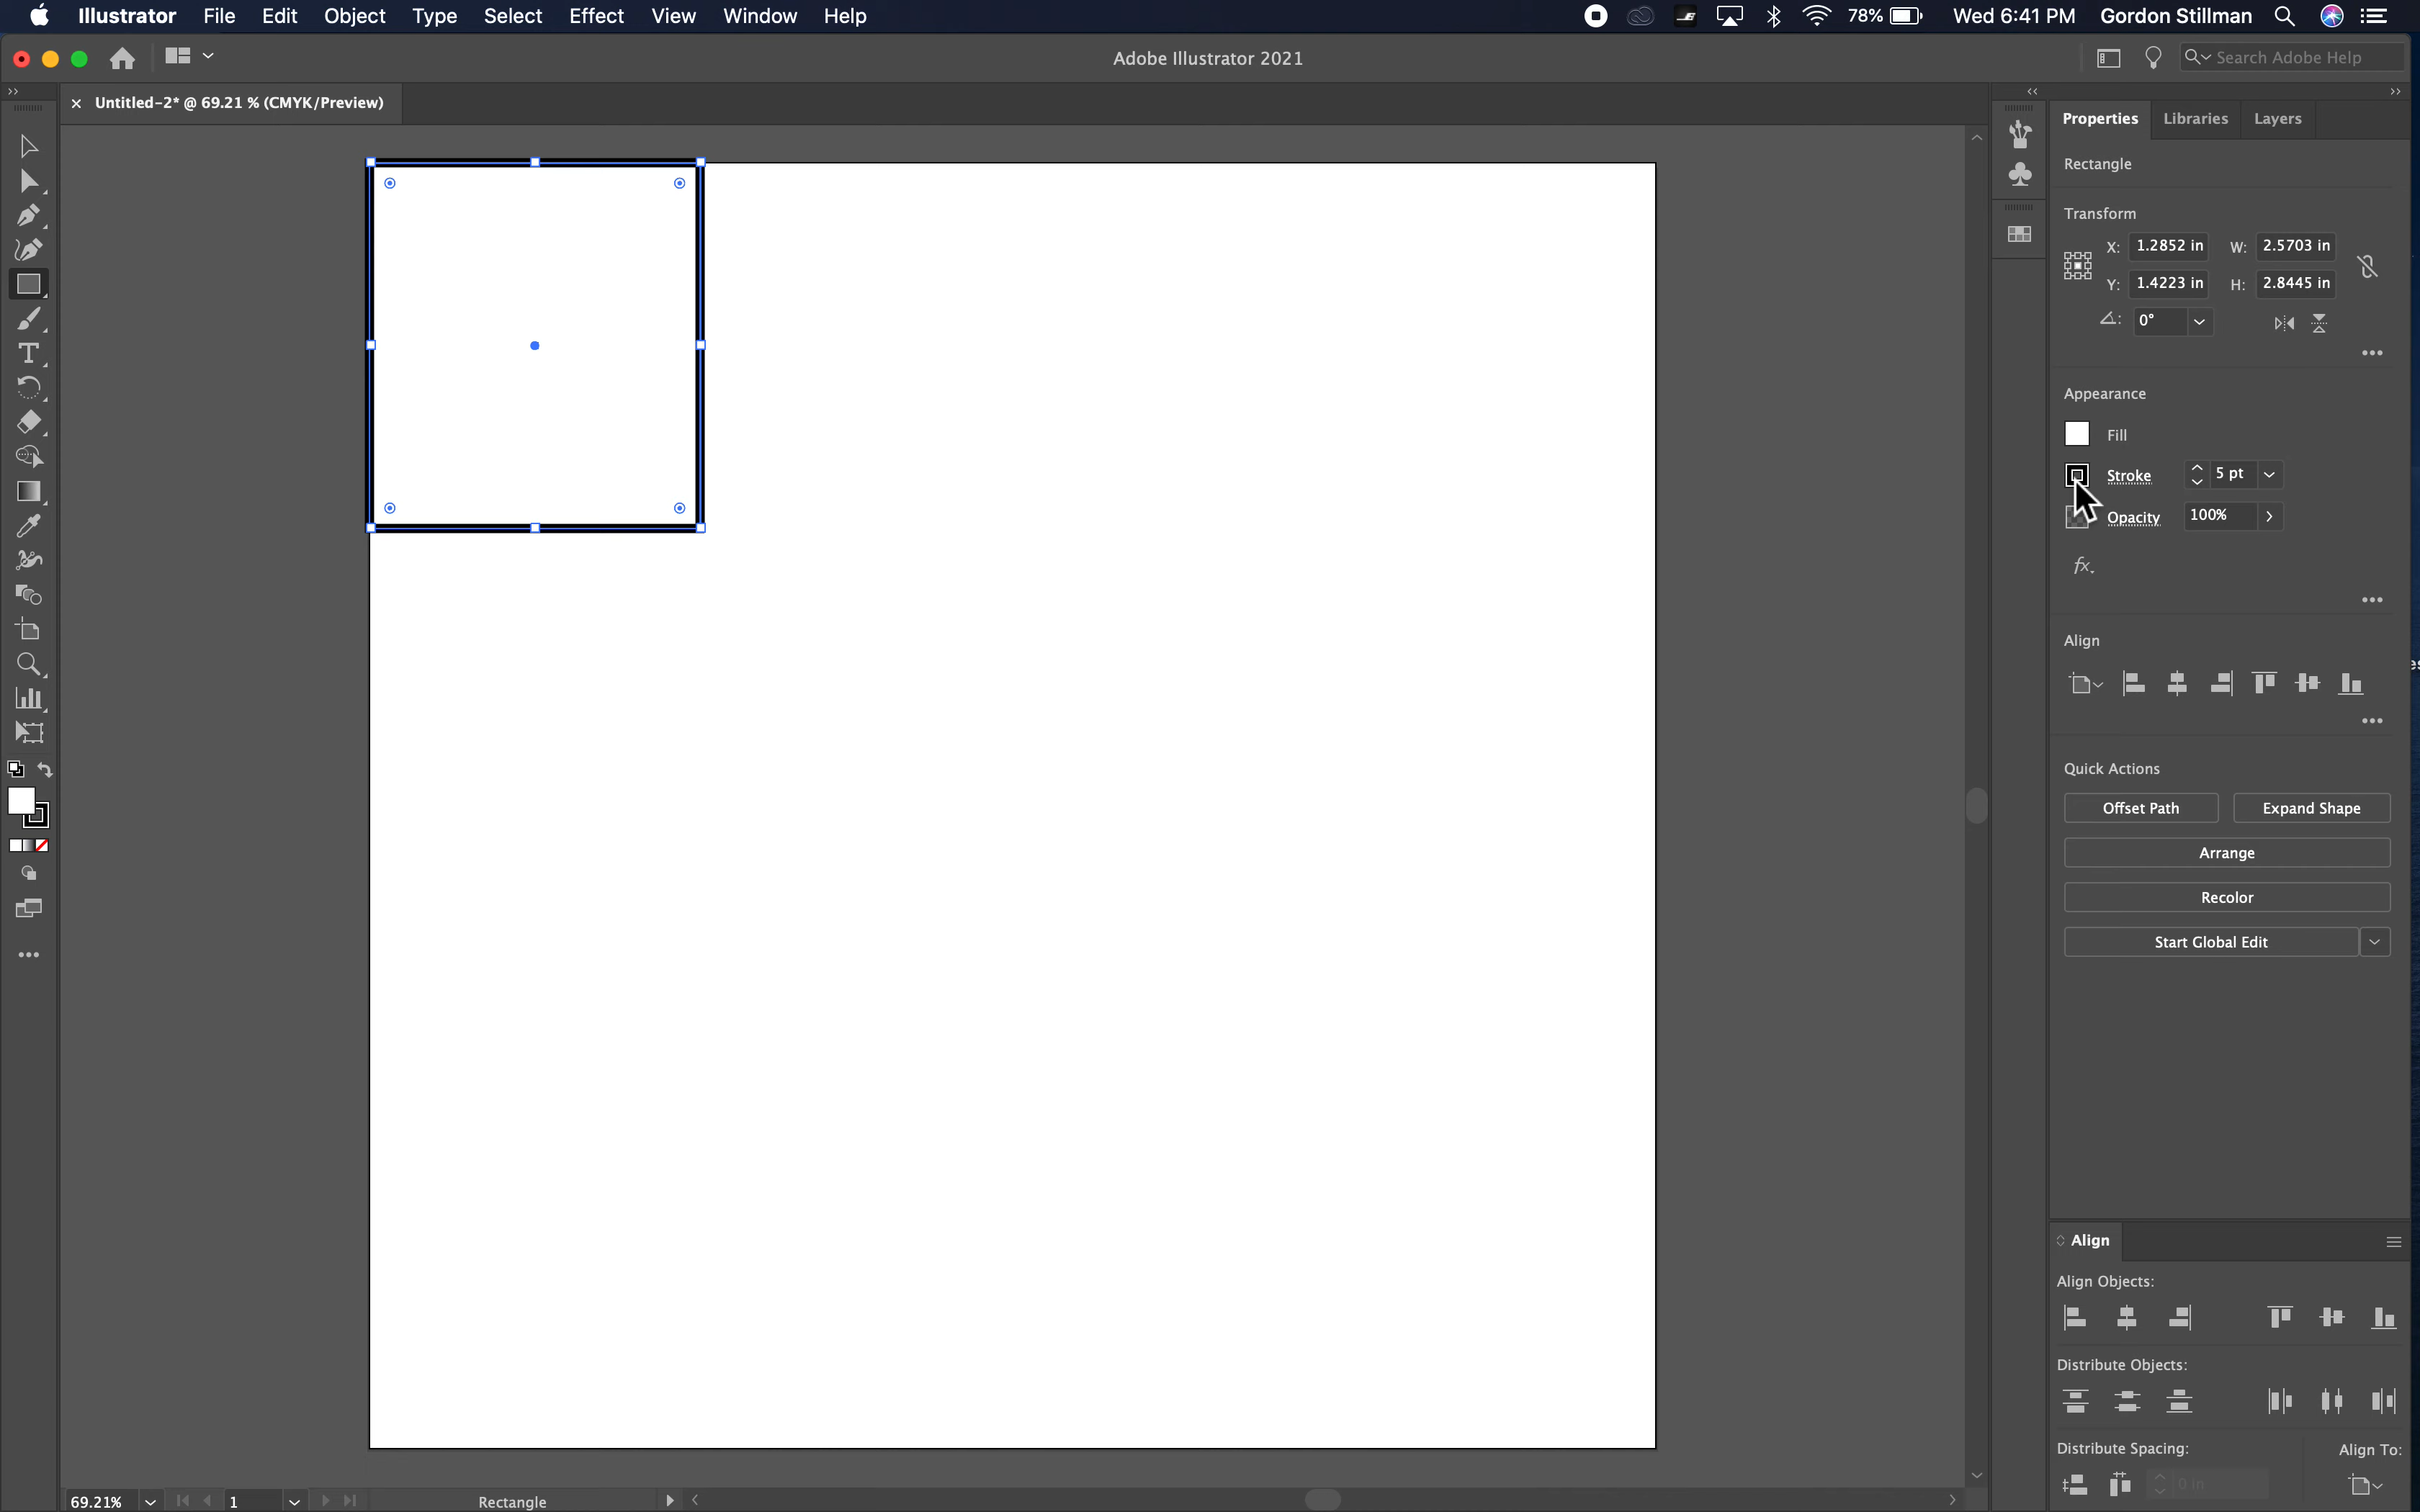 Illustrator File Edit Object Type Select Effect View Window Help 78% Wed 6:41 PM Gordon Stillman
Adobe Illustrator 2021 Search Adobe Help
Untitled-2* @ 69.21 % (CMYK/Preview)
Properties Libraries Layers
Rectangle
Transform
X: 1.2852 in W: 2.5703 in
Y: 1.4223 in H: 2.8445 in
0°
Appearance
Fill
Stroke 5 pt
Opacity 100%
fx.
Align
Quick Actions
Offset Path Expand Shape
Arrange
Recolor
Start Global Edit
Align
Align Objects:
Distribute Objects:
Distribute Spacing: Align To:
0 in
69.21% 1 Rectangle